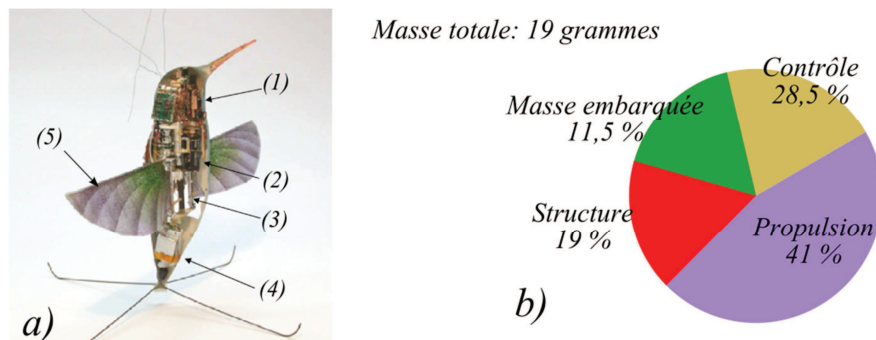 (1)
(5)
(2)
(3)
(4)
a)
Masse totale: 19 grammes
Contrôle
28,5 %
Masse embarquée
11,5 %
Structure
19 %
Propulsion
41 %
b)